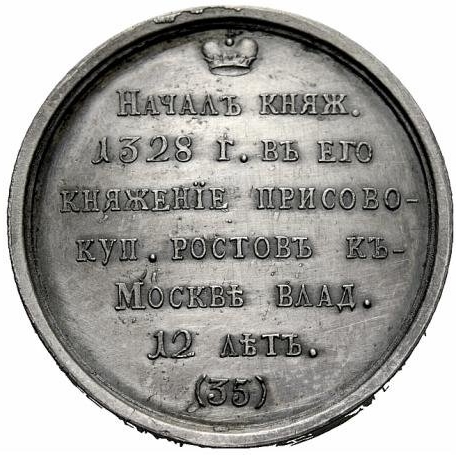 Началъ княж.
1328 г. въ его
княженіе присово-
куп. Ростовъ къ
Москвѣ влад.
12 лѣтъ.
(35)